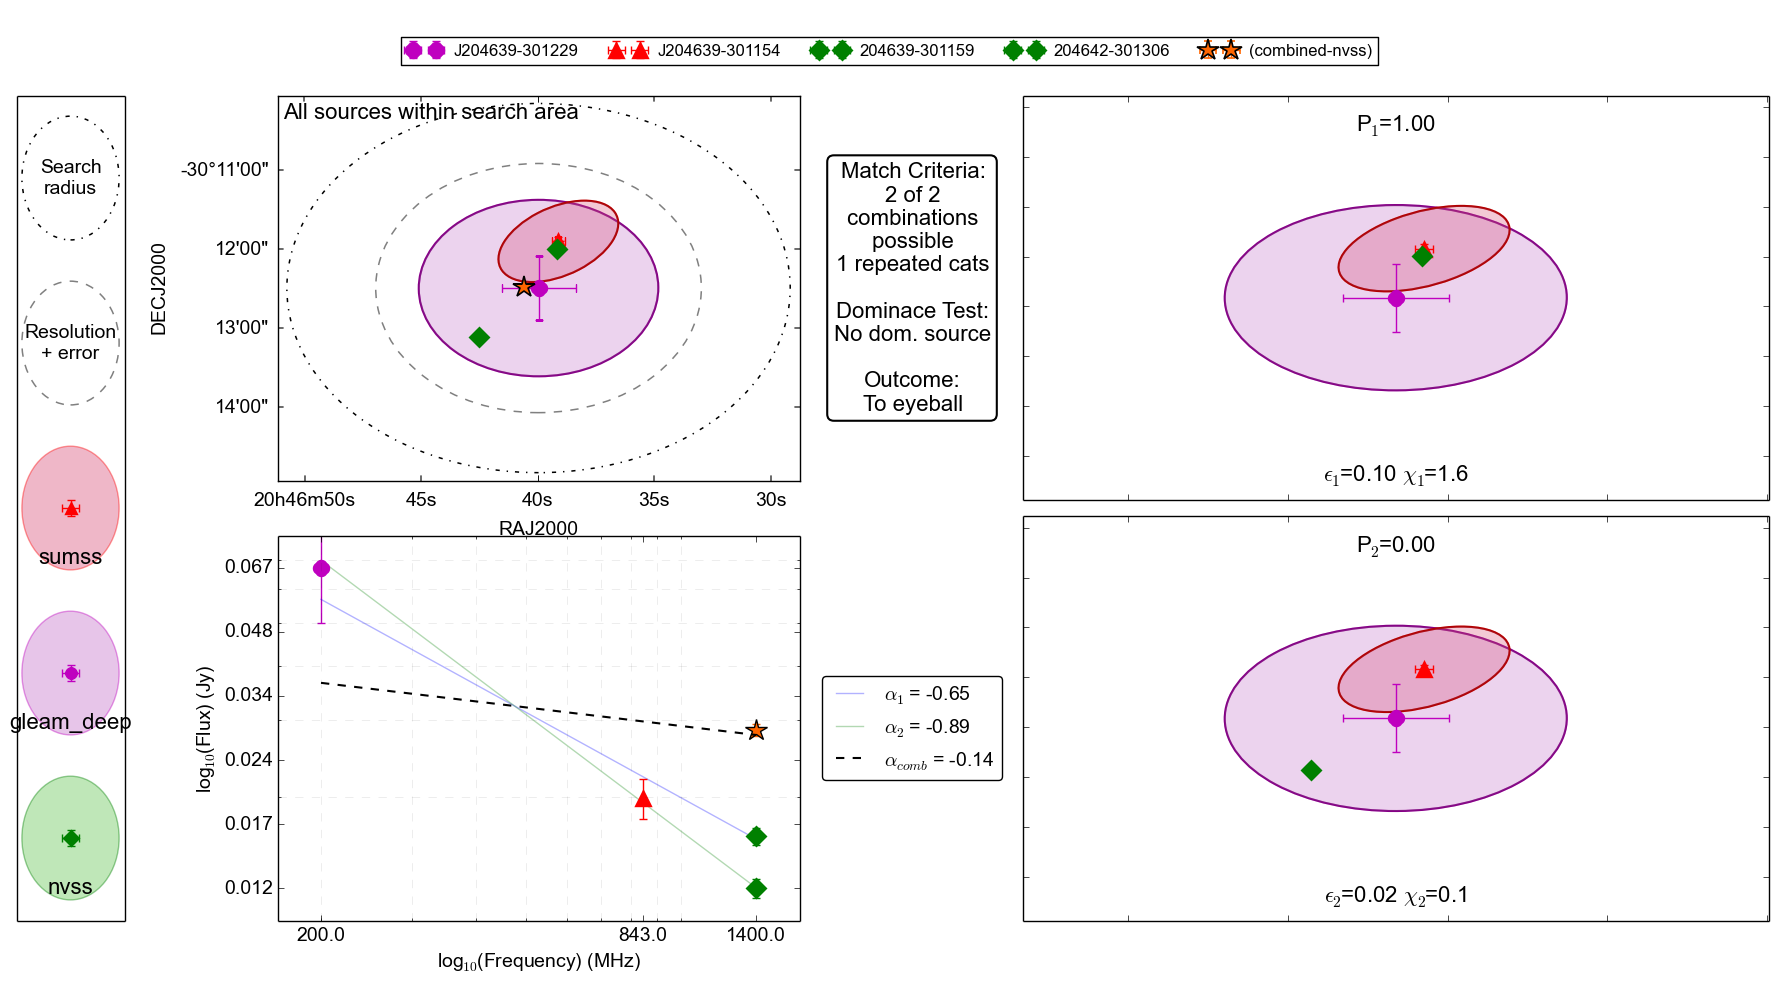 J204639-301229 J204639-301154 204639-301159 204642-301306 (combined-nvss)
Search
radius
Resolution
+ error
sumss
gleam_deep
nvss
All sources within search area
DECJ2000
-30°11'00"
12'00"
13'00"
14'00"
20h46m50s 45s 40s 35s 30s
RAJ2000
Match Criteria:
2 of 2
combinations
possible
1 repeated cats
Dominace Test:
No dom. source
Outcome:
To eyeball
P₁=1.00
ϵ₁=0.10 χ₁=1.6
log₁₀(Flux) (Jy)
0.067
0.048
0.034
0.024
0.017
0.012
200.0 843.0 1400.0
log₁₀(Frequency) (MHz)
α₁ = -0.65
α₂ = -0.89
α_comb = -0.14
P₂=0.00
ϵ₂=0.02 χ₂=0.1